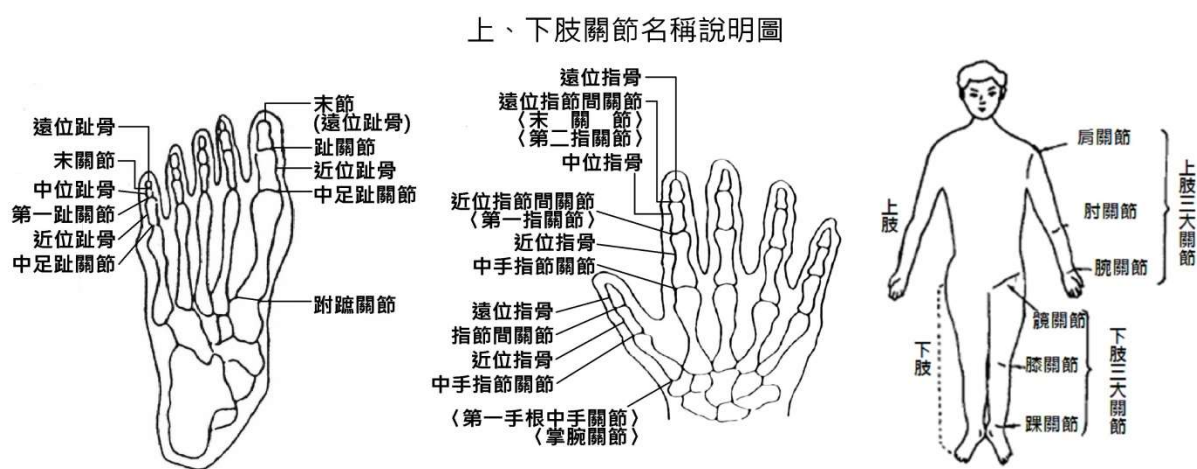 上、下肢關節名稱說明圖
遠位趾骨
末關節
中位趾骨
第一趾關節
近位趾骨
中足趾關節
末節
(遠位趾骨)
趾關節
近位趾骨
中足趾關節
跗蹠關節
遠位指骨
遠位指節間關節
〈末關節〉
〈第二指關節〉
中位指骨
近位指節間關節
〈第一指關節〉
近位指骨
中手指節關節
遠位指骨
指節間關節
近位指骨
中手指節關節
〈第一手根中手關節〉
〈掌腕關節〉
上肢
下肢
肩關節
肘關節
腕關節
上肢三大關節
髖關節
膝關節
踝關節
下肢三大關節